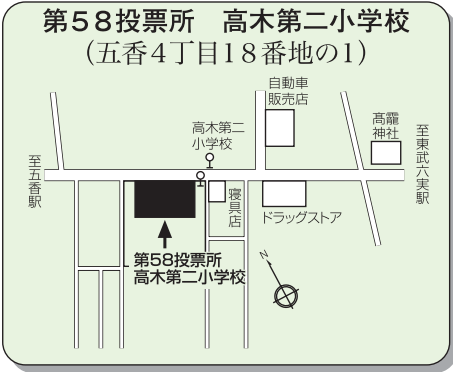 第58投票所　高木第二小学校
（五香４丁目１８番地の１）
自動車
販売店
高木第二
小学校
髙龗
神社
至五香駅
至東武六実駅
寝具店
ドラッグストア
第58投票所
高木第二小学校
N